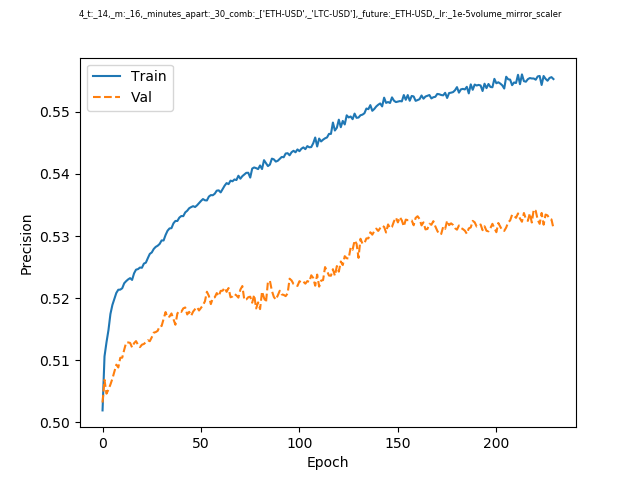 4_t:_14,_m:_16,_minutes_apart:_30_comb:_['ETH-USD',_'LTC-USD'],_future:_ETH-USD,_lr:_1e-5volume_mirror_scaler
Train
Val
0.55
0.54
0.53
0.52
0.51
0.50
Precision
0 50 100 150 200
Epoch